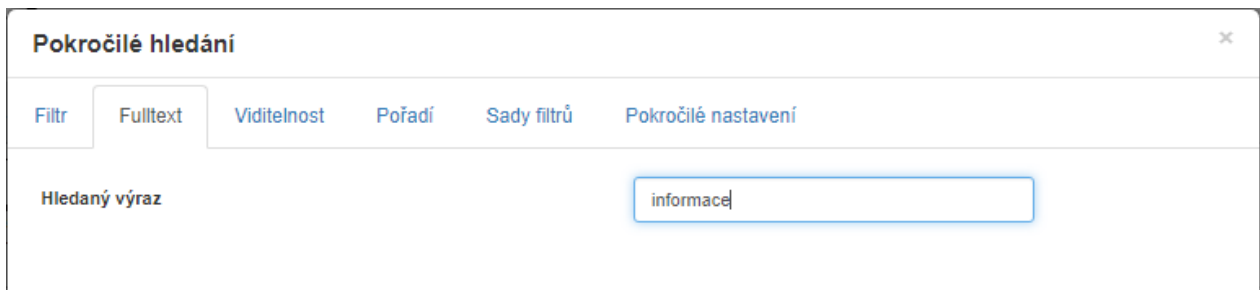 Pokročilé hledání ×
Filtr Fulltext Viditelnost Pořadí Sady filtrů Pokročilé nastavení
Hledaný výraz informace